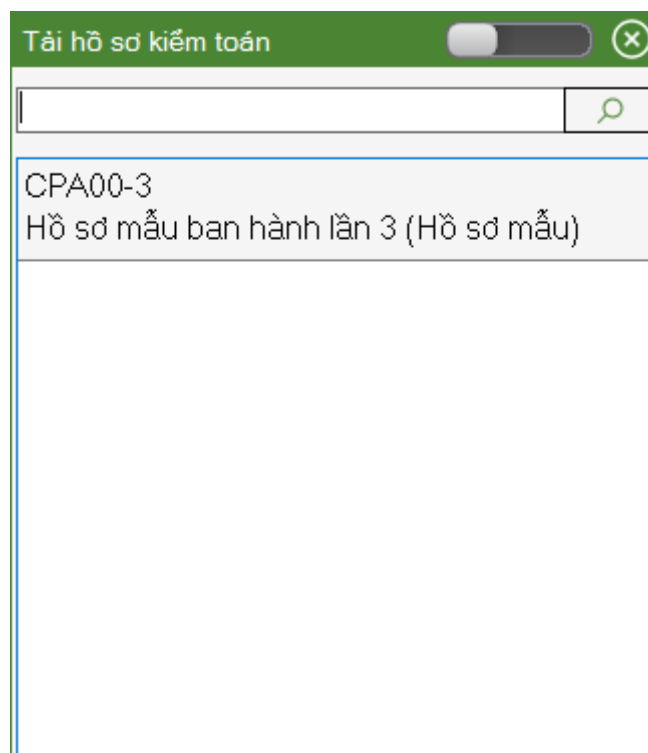 Tải hồ sơ kiểm toán
CPA00-3
Hồ sơ mẫu ban hành lần 3 (Hồ sơ mẫu)